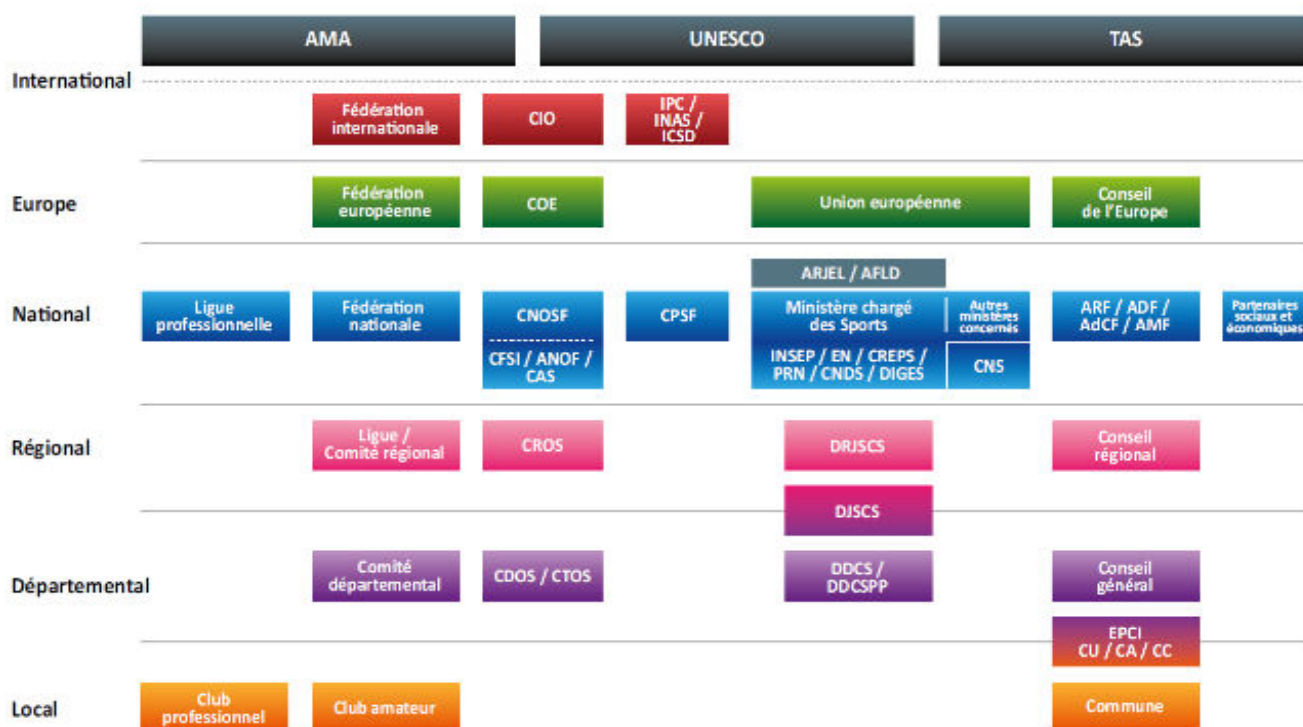 AMA
UNESCO
TAS
International
Fédération
internationale
CIO
IPC /
INAS /
ICSD
Europe
Fédération
européenne
COE
Union européenne
Conseil
de l'Europe
ARJEL / AFLD
National
Ligue
professionnelle
Fédération
nationale
CNOSF
CFSI / ANOF /
CAS
CPSF
Ministère chargé
des Sports
INSEP / EN / CREPS /
PRN / CNDS / DIGES
Autres
ministères
concernés
CNS
ARF / ADF /
AdCF / AMF
Partenaires
sociaux et
économiques
Régional
Ligue /
Comité régional
CROS
DRJSCS
Conseil
régional
DJSCS
Départemental
Comité
départemental
CDOS / CTOS
DDCS /
DDCSPP
Conseil
général
EPCI
CU / CA / CC
Local
Club
professionnel
Club amateur
Commune